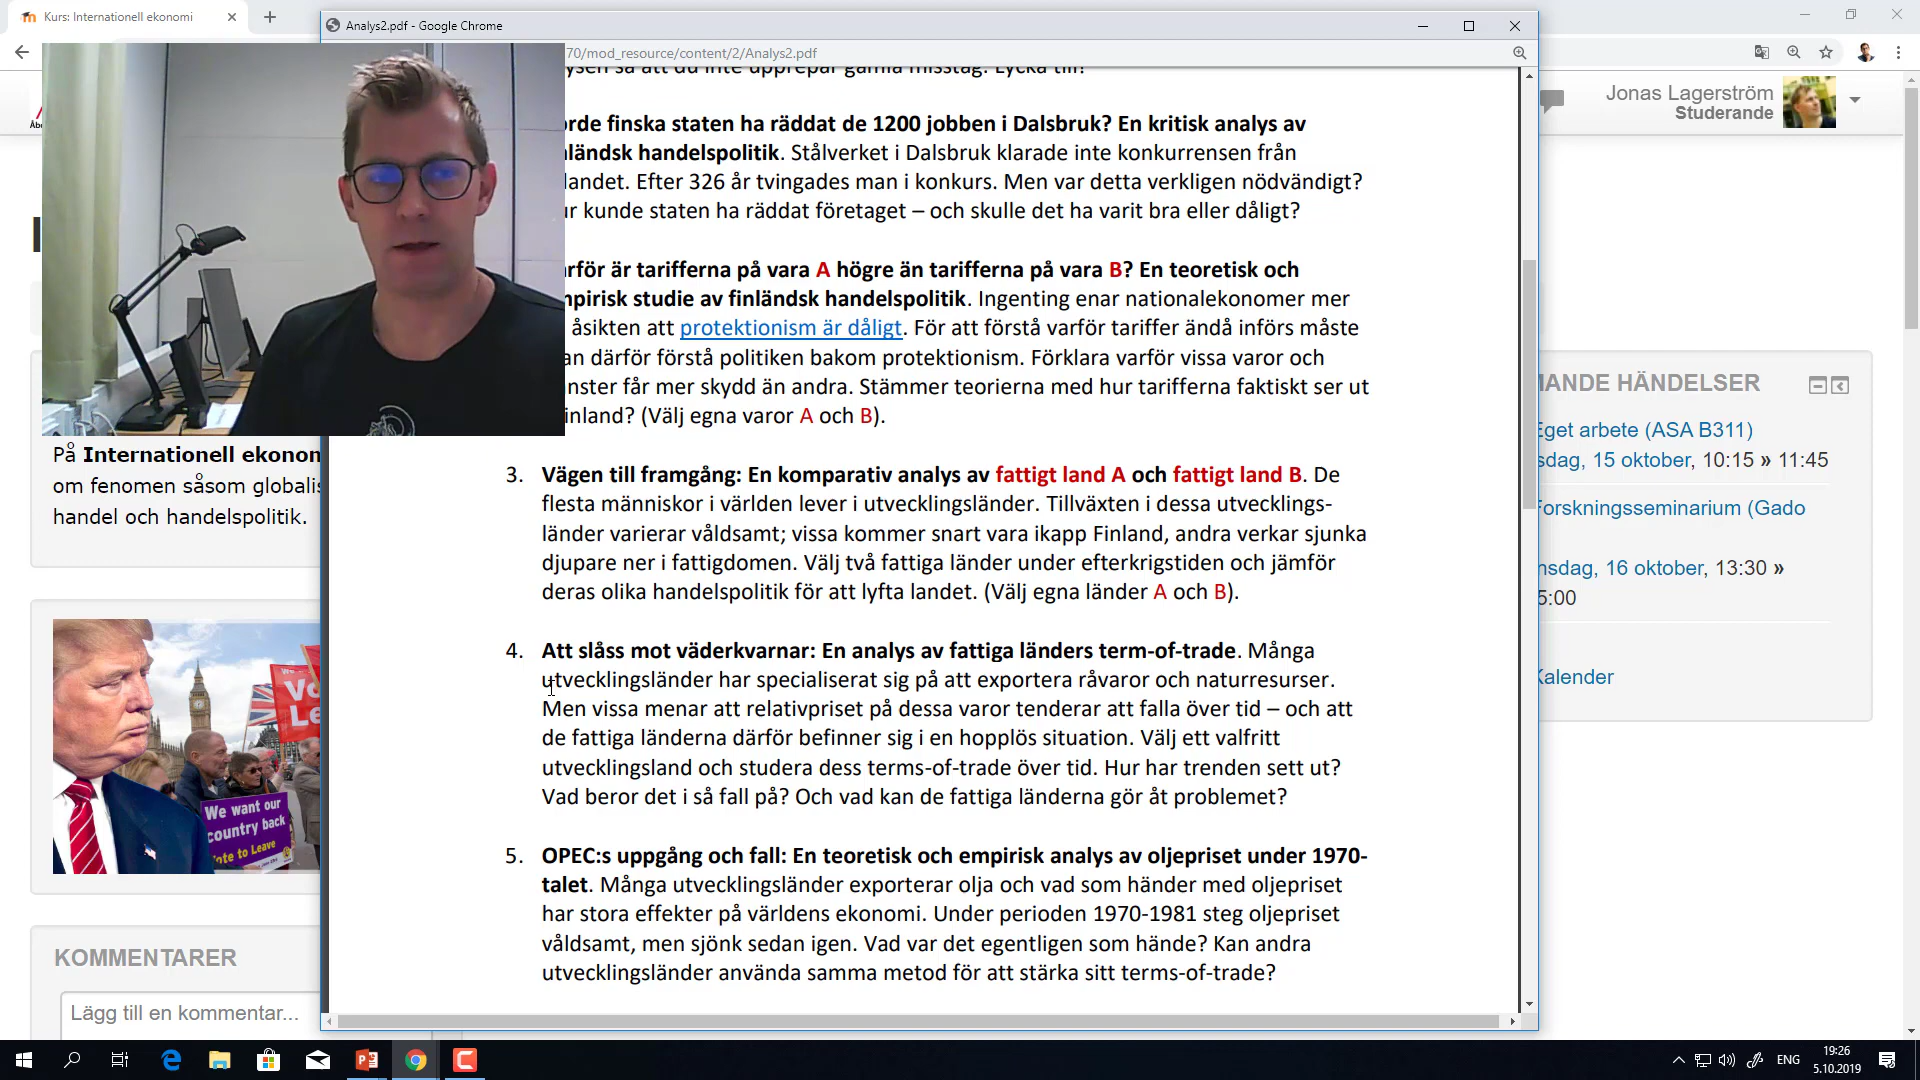 Kurs: Internationell ekonomi
Analys2.pdf - Google Chrome
70/mod_resource/content/2/Analys2.pdf
Jonas Lagerström
Studerande
finska staten ha räddat de 1200 jobben i Dalsbruk? En kritisk analys av
handelspolitik. Stålverket i Dalsbruk klarade inte konkurrensen från
landet. Efter 326 år tvingades man i konkurs. Men var detta verkligen nödvändigt?
kunde staten ha räddat företaget – och skulle det ha varit bra eller dåligt?
är tarifferna på vara A högre än tarifferna på vara B? En teoretisk och
studie av finländsk handelspolitik. Ingenting enar nationalekonomer mer
åsikten att protektionism är dåligt. För att förstå varför tariffer ändå införs måste
därför förstå politiken bakom protektionism. Förklara varför vissa varor och
får mer skydd än andra. Stämmer teorierna med hur tarifferna faktiskt ser ut
(Välj egna varor A och B).
3. Vägen till framgång: En komparativ analys av fattigt land A och fattigt land B. De
flesta människor i världen lever i utvecklingsländer. Tillväxten i dessa utvecklings-
länder varierar våldsamt; vissa kommer snart vara ikapp Finland, andra verkar sjunka
djupare ner i fattigdomen. Välj två fattiga länder under efterkrigstiden och jämför
deras olika handelspolitik för att lyfta landet. (Välj egna länder A och B).
4. Att slåss mot väderkvarnar: En analys av fattiga länders term-of-trade. Många
utvecklingsländer har specialiserat sig på att exportera råvaror och naturresurser.
Men vissa menar att relativpriset på dessa varor tenderar att falla över tid – och att
de fattiga länderna därför befinner sig i en hopplös situation. Välj ett valfritt
utvecklingsland och studera dess terms-of-trade över tid. Hur har trenden sett ut?
Vad beror det i så fall på? Och vad kan de fattiga länderna gör åt problemet?
5. OPEC:s uppgång och fall: En teoretisk och empirisk analys av oljepriset under 1970-
talet. Många utvecklingsländer exporterar olja och vad som händer med oljepriset
har stora effekter på världens ekonomi. Under perioden 1970-1981 steg oljepriset
våldsamt, men sjönk sedan igen. Vad var det egentligen som hände? Kan andra
utvecklingsländer använda samma metod för att stärka sitt terms-of-trade?
På Internationell ekonom
om fenomen såsom globalis
handel och handelspolitik.
We want our
country back
Vote to Leave
KOMMENTARER
Lägg till en kommentar...
MANDE HÄNDELSER
Eget arbete (ASA B311)
sdag, 15 oktober, 10:15 » 11:45
Forskningsseminarium (Gado
nsdag, 16 oktober, 13:30 »
5:00
Kalender
ENG
19:26
5.10.2019